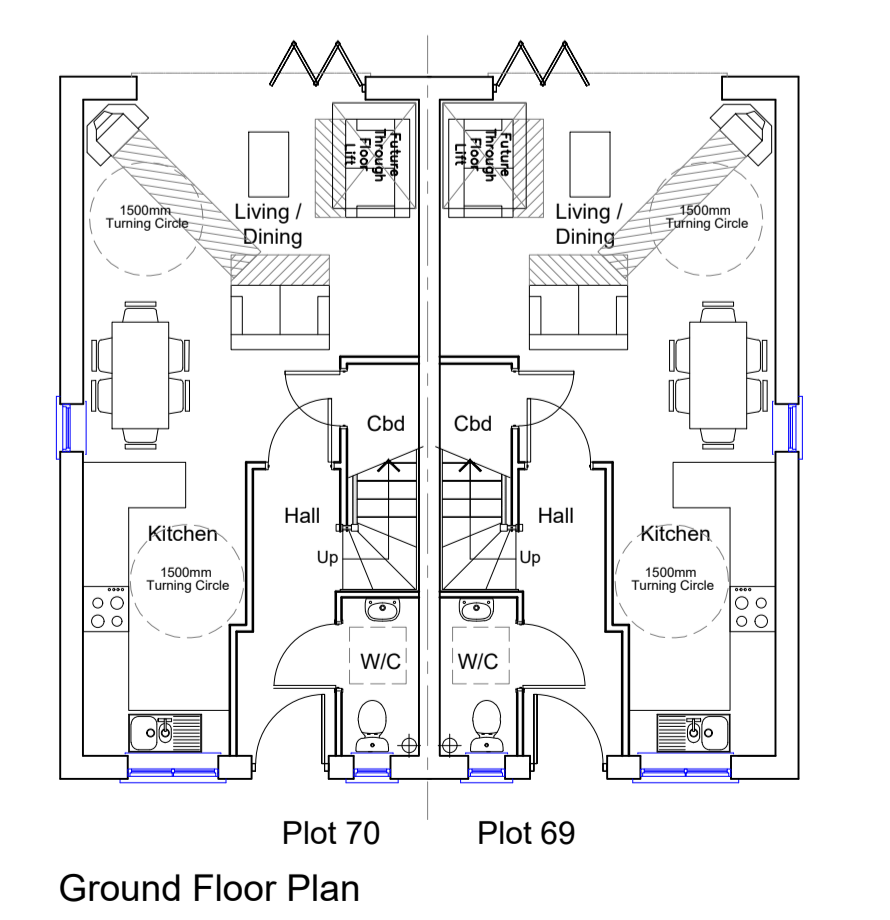 Future
Through
Floor
Lift
Future
Through
Floor
Lift
1500mm
Turning Circle
Living /
Dining
Living /
Dining
1500mm
Turning Circle
Cbd
Cbd
Hall
Hall
Kitchen
Kitchen
Up
Up
1500mm
Turning Circle
1500mm
Turning Circle
W/C
W/C
Plot 70
Plot 69
Ground Floor Plan